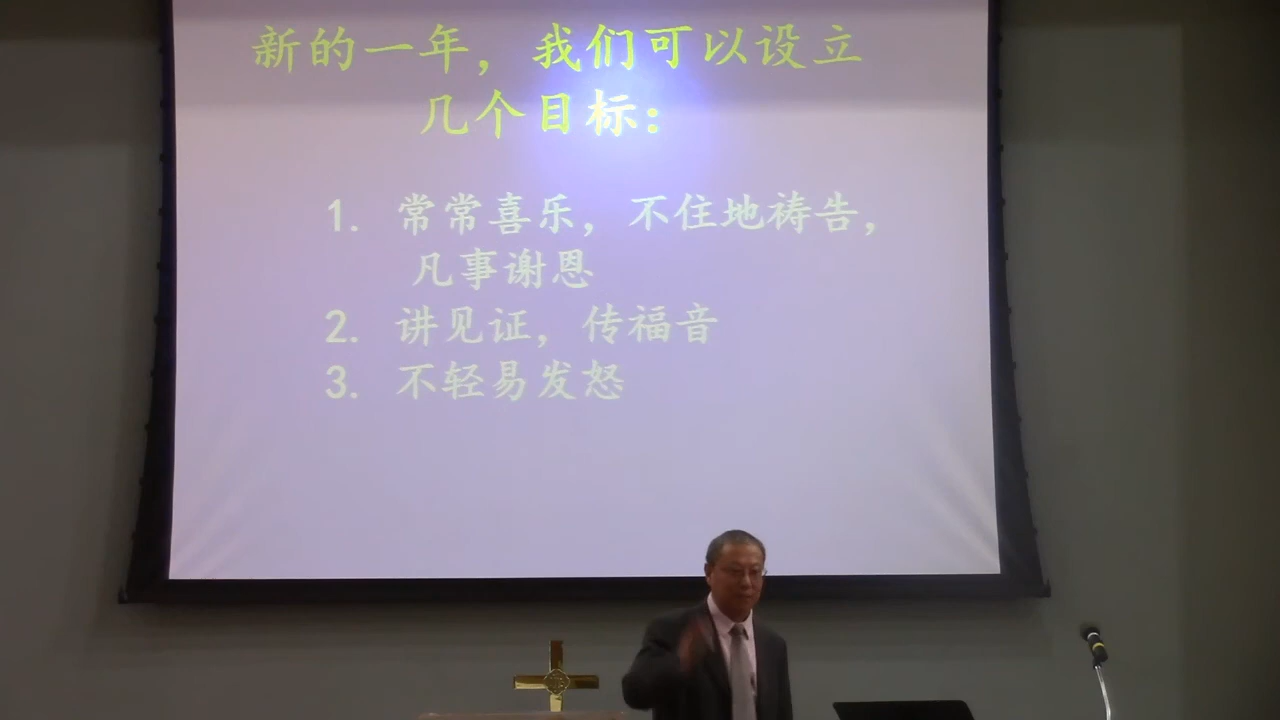 新的一年，我们可以设立
几个目标：
1. 常常喜乐，不住地祷告，
凡事谢恩
2. 讲见证，传福音
3. 不轻易发怒